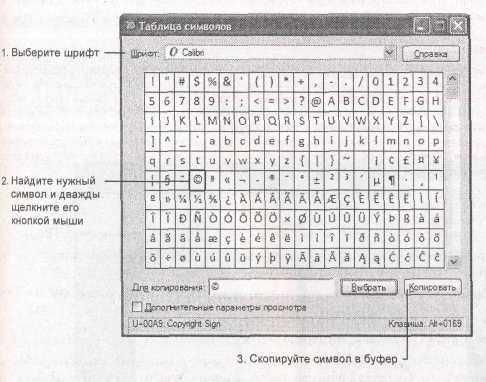 Таблица символов
1. Выберите шрифт
Шрифт: O Calibri
Справка
! " # $ % & ' ( ) * + , - . / 0 1 2 3 4
5 6 7 8 9 : ; < = > ? @ A B C D E F G H
I J K L M N O P Q R S T U V W X Y Z [ \
] ^ _ ` a b c d e f g h i j k l m n o p
q r s t u v w x y z { | } ~ ¡ ¢ £ ¤ ¥
2. Найдите нужный
символ и дважды
щелкните его
кнопкой мыши
¦ § ¨ © ª « ¬ - ® ¯ ° ± ² ³ ´ µ ¶ · ¸ ¹
º » ¼ ½ ¾ ¿ À Á Â Ã Ä Å Æ Ç È É Ê Ë Ì Í
Î Ï Ð Ñ Ò Ó Ô Õ Ö × Ø Ù Ú Û Ü Ý Þ ß à á
â ã ä å æ ç è é ê ë ì í î ï ð ñ ò ó ô õ
ö ÷ ø ù ú û ü ý þ ÿ Ā ā Ă ă Ą ą Ć ć Ĉ ĉ
Для копирования: ©
Выбрать
Копировать
Дополнительные параметры просмотра
U+00A9: Copyright Sign
Клавиша: Alt+0169
3. Скопируйте символ в буфер